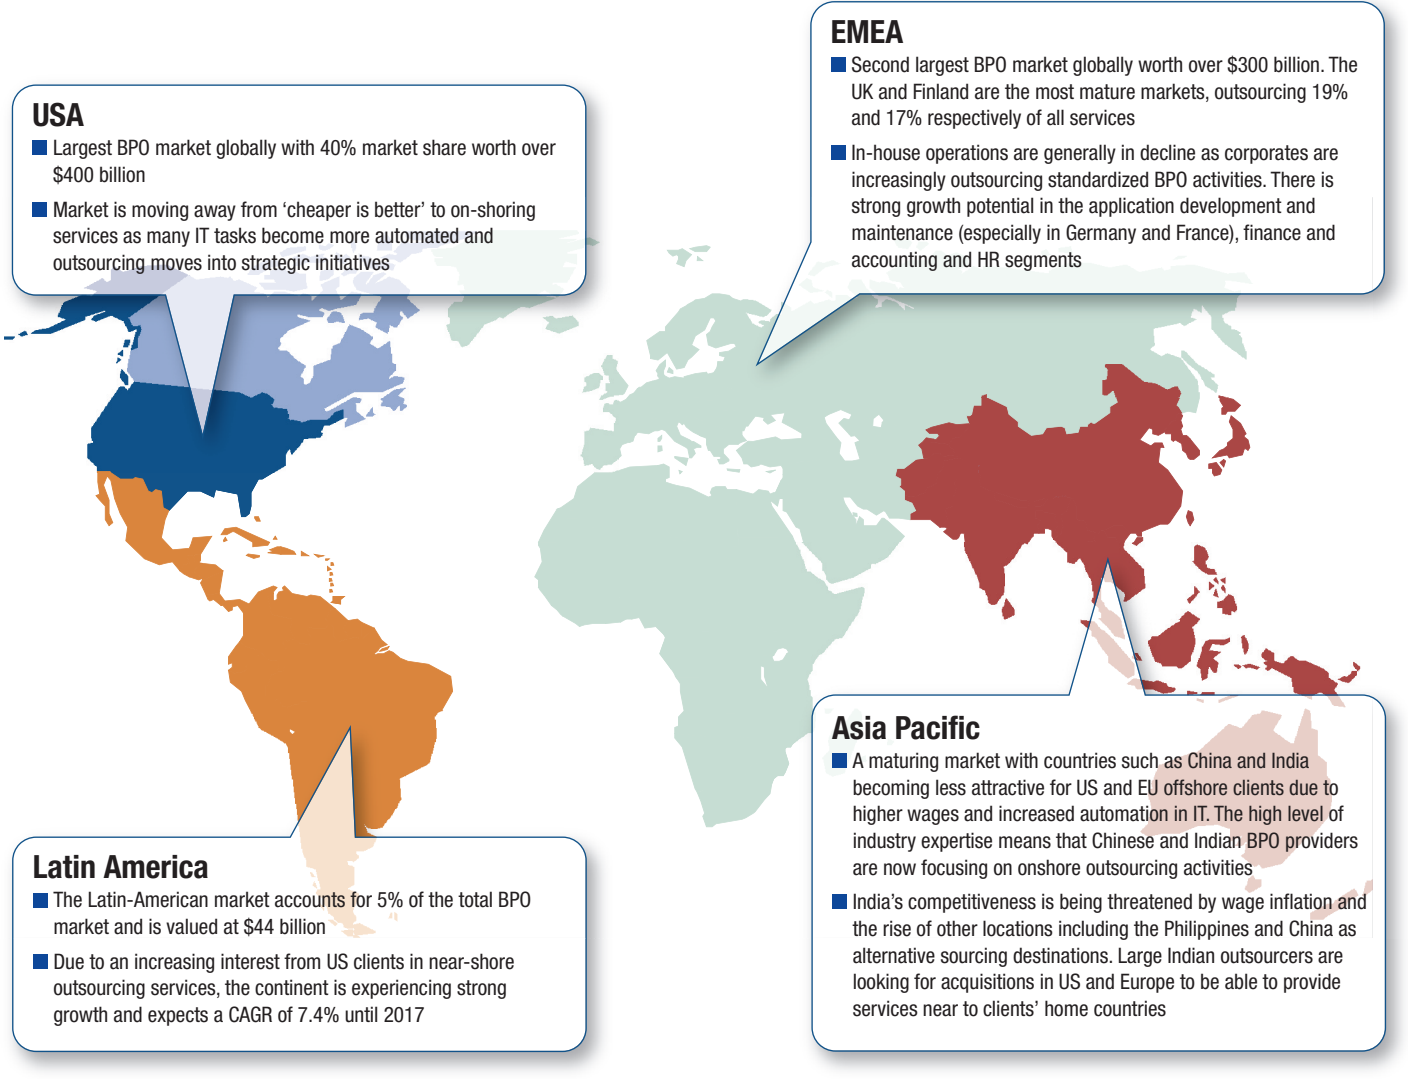 USA
Largest BPO market globally with 40% market share worth over
$400 billion
Market is moving away from ‘cheaper is better’ to on-shoring
services as many IT tasks become more automated and
outsourcing moves into strategic initiatives
EMEA
Second largest BPO market globally worth over $300 billion. The
UK and Finland are the most mature markets, outsourcing 19%
and 17% respectively of all services
In-house operations are generally in decline as corporates are
increasingly outsourcing standardized BPO activities. There is
strong growth potential in the application development and
maintenance (especially in Germany and France), finance and
accounting and HR segments
Latin America
The Latin-American market accounts for 5% of the total BPO
market and is valued at $44 billion
Due to an increasing interest from US clients in near-shore
outsourcing services, the continent is experiencing strong
growth and expects a CAGR of 7.4% until 2017
Asia Pacific
A maturing market with countries such as China and India
becoming less attractive for US and EU offshore clients due to
higher wages and increased automation in IT. The high level of
industry expertise means that Chinese and Indian BPO providers
are now focusing on onshore outsourcing activities
India’s competitiveness is being threatened by wage inflation and
the rise of other locations including the Philippines and China as
alternative sourcing destinations. Large Indian outsourcers are
looking for acquisitions in US and Europe to be able to provide
services near to clients’ home countries